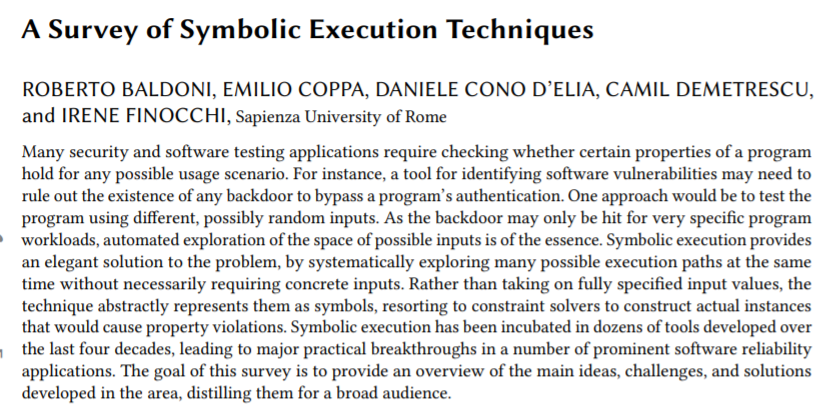 A Survey of Symbolic Execution Techniques
ROBERTO BALDONI, EMILIO COPPA, DANIELE CONO D’ELIA, CAMIL DEMETRESCU,
and IRENE FINOCCHI, Sapienza University of Rome
Many security and software testing applications require checking whether certain properties of a program
hold for any possible usage scenario. For instance, a tool for identifying software vulnerabilities may need to
rule out the existence of any backdoor to bypass a program’s authentication. One approach would be to test the
program using different, possibly random inputs. As the backdoor may only be hit for very specific program
workloads, automated exploration of the space of possible inputs is of the essence. Symbolic execution provides
an elegant solution to the problem, by systematically exploring many possible execution paths at the same
time without necessarily requiring concrete inputs. Rather than taking on fully specified input values, the
technique abstractly represents them as symbols, resorting to constraint solvers to construct actual instances
that would cause property violations. Symbolic execution has been incubated in dozens of tools developed over
the last four decades, leading to major practical breakthroughs in a number of prominent software reliability
applications. The goal of this survey is to provide an overview of the main ideas, challenges, and solutions
developed in the area, distilling them for a broad audience.